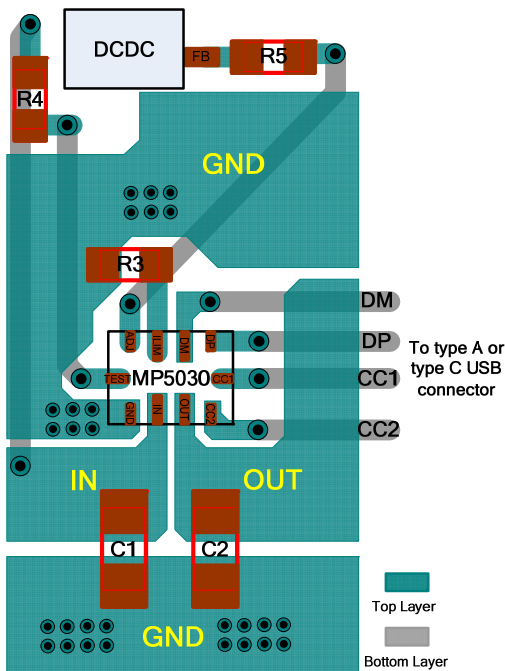 DCDC
FB
R5
R4
GND
R3
DM
ADJ
ILIM
DM
DP
DP
To type A or
type C USB
connector
TEST
MP5030
CC1
CC1
GND
IN
OUT
CC2
CC2
IN
OUT
C1
C2
GND
Top Layer
Bottom Layer